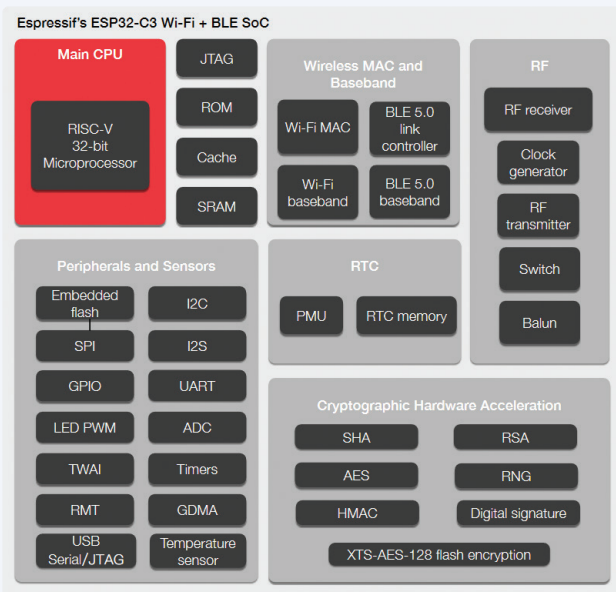 Espressif's ESP32-C3 Wi-Fi + BLE SoC
Main CPU
RISC-V
32-bit
Microprocessor
JTAG
ROM
Cache
SRAM
Wireless MAC and
Baseband
Wi-Fi MAC
BLE 5.0
link
controller
Wi-Fi
baseband
BLE 5.0
baseband
RF
RF receiver
Clock
generator
RF
transmitter
Switch
Balun
Peripherals and Sensors
Embedded
flash
I2C
SPI
I2S
GPIO
UART
LED PWM
ADC
TWAI
Timers
RMT
GDMA
USB
Serial/JTAG
Temperature
sensor
RTC
PMU
RTC memory
Cryptographic Hardware Acceleration
SHA
RSA
AES
RNG
HMAC
Digital signature
XTS-AES-128 flash encryption